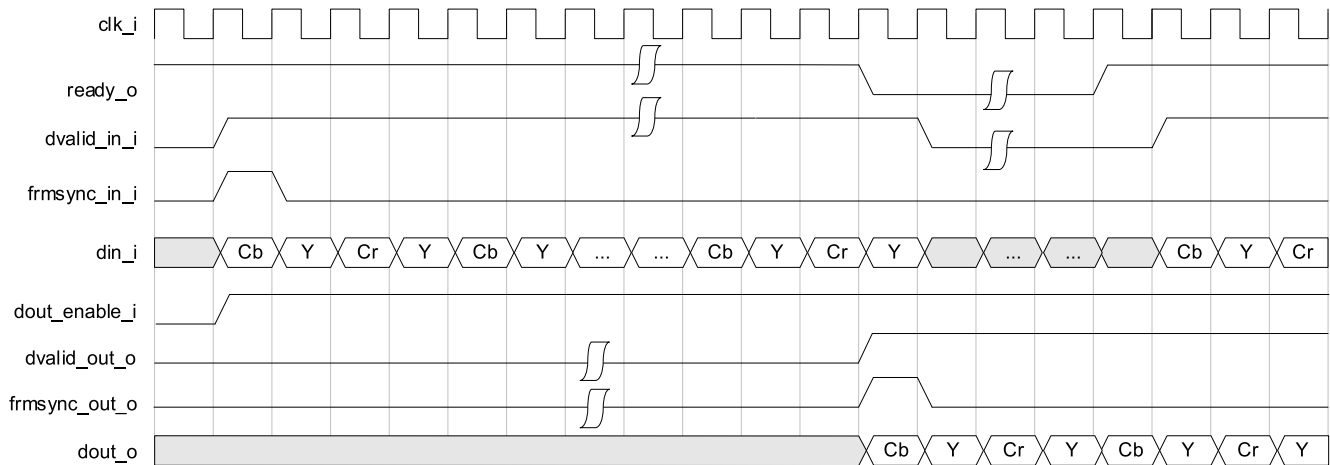 clk_i
ready_o
dvalid_in_i
frmsync_in_i
din_i Cb Y Cr Y Cb Y ... ... Cb Y Cr Y ... ... Cb Y Cr
dout_enable_i
dvalid_out_o
frmsync_out_o
dout_o Cb Y Cr Y Cb Y Cr Y